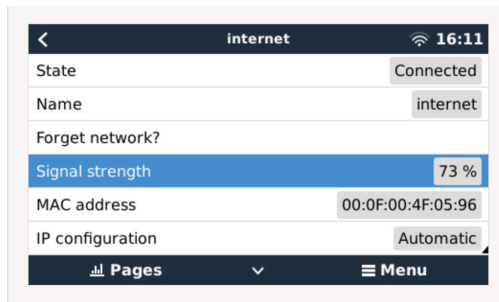 internet 16:11
State Connected
Name internet
Forget network?
Signal strength 73 %
MAC address 00:0F:00:4F:05:96
IP configuration Automatic
Pages Menu